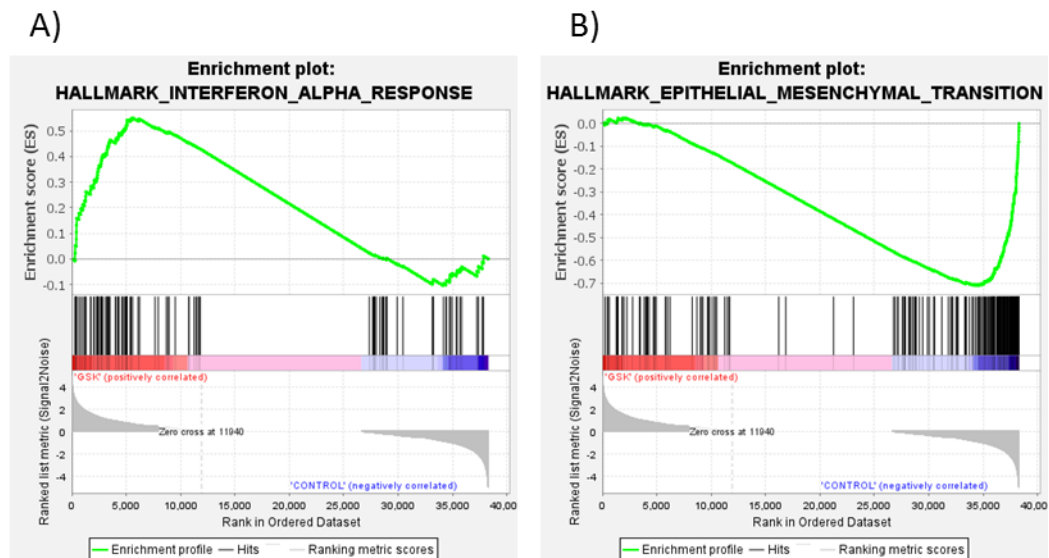 A)
Enrichment plot:
HALLMARK_INTERFERON_ALPHA_RESPONSE
Enrichment score (ES)
0.5
0.4
0.3
0.2
0.1
0.0
-0.1
'GSK' (positively correlated)
Ranked list metric (Signal2Noise)
4
2
0
-2
-4
Zero cross at 11940
'CONTROL' (negatively correlated)
0
5,000
10,000
15,000
20,000
25,000
30,000
35,000
40,00
Rank in Ordered Dataset
Enrichment profile
Hits
Ranking metric scores
B)
Enrichment plot:
HALLMARK_EPITHELIAL_MESENCHYMAL_TRANSITION
Enrichment score (ES)
0.0
-0.1
-0.2
-0.3
-0.4
-0.5
-0.6
-0.7
'GSK' (positively correlated)
Ranked list metric (Signal2Noise)
4
2
0
-2
-4
Zero cross at 11940
'CONTROL' (negatively correlated)
0
5,000
10,000
15,000
20,000
25,000
30,000
35,000
40,00
Rank in Ordered Dataset
Enrichment profile
Hits
Ranking metric scores